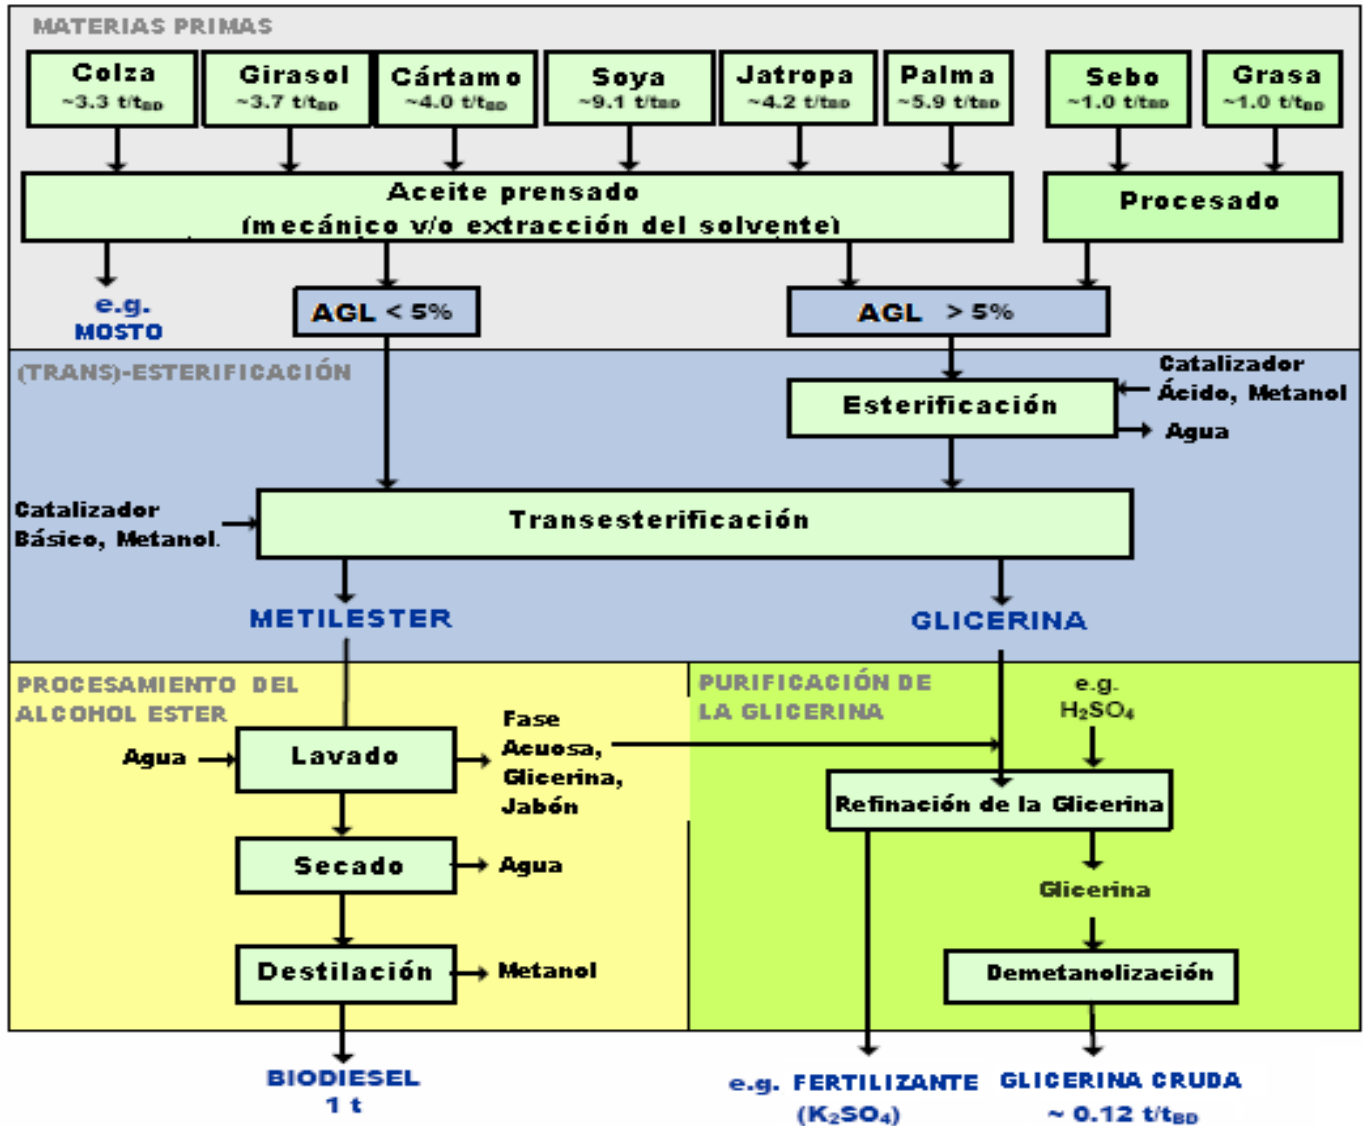 MATERIAS PRIMAS
Colza
~3.3 t/tBD
Girasol
~3.7 t/tBD
Cártamo
~4.0 t/tBD
Soya
~9.1 t/tBD
Jatropa
~4.2 t/tBD
Palma
~5.9 t/tBD
Sebo
~1.0 t/tBD
Grasa
~1.0 t/tBD
Aceite prensado
(mecánico y/o extracción del solvente)
Procesado
e.g.
MOSTO
AGL < 5%
AGL > 5%
(TRANS)-ESTERIFICACIÓN
Catalizador
Ácido, Metanol
Esterificación
Agua
Catalizador
Básico, Metanol.
Transesterificación
METILESTER
GLICERINA
PROCESAMIENTO DEL
ALCOHOL ESTER
Agua
Lavado
Fase
Acuosa,
Glicerina,
Jabón
Secado
Agua
Destilación
Metanol
PURIFICACIÓN DE
LA GLICERINA
e.g.
H₂SO₄
Refinación de la Glicerina
Glicerina
Demetanolización
BIODIESEL
1 t
e.g. FERTILIZANTE
(K₂SO₄)
GLICERINA CRUDA
~ 0.12 t/tBD